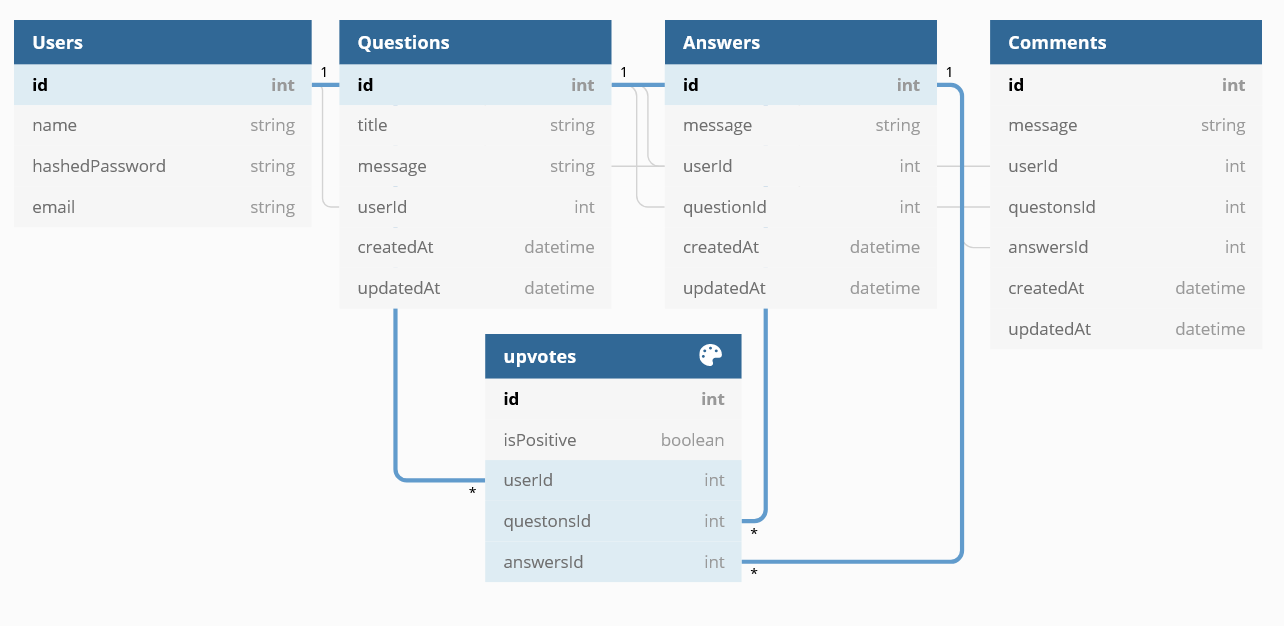 Users
id int
name string
hashedPassword string
email string
1
Questions
id int
title string
message string
userId int
createdAt datetime
updatedAt datetime
1
Answers
id int
message string
userId int
questionId int
createdAt datetime
updatedAt datetime
1
Comments
id int
message string
userId int
questonsId int
answersId int
createdAt datetime
updatedAt datetime
upvotes
id int
isPositive boolean
userId int
*
questonsId int
*
answersId int
*